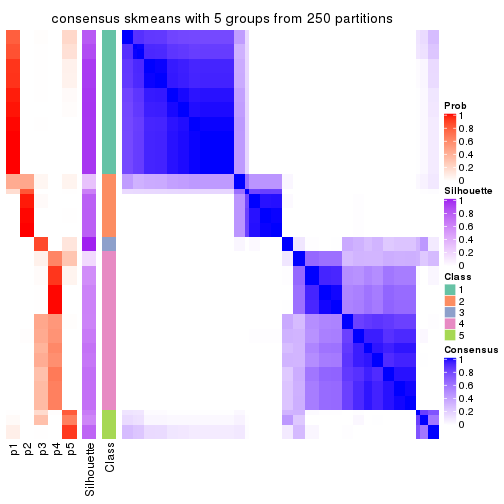 consensus skmeans with 5 groups from 250 partitions
Prob
1
0.8
0.6
0.4
0.2
0
Silhouette
1
0.8
0.6
0.4
0.2
0
Class
1
2
3
4
5
Consensus
1
0.8
0.6
0.4
0.2
0
p1
p2
p3
p4
p5
Silhouette
Class